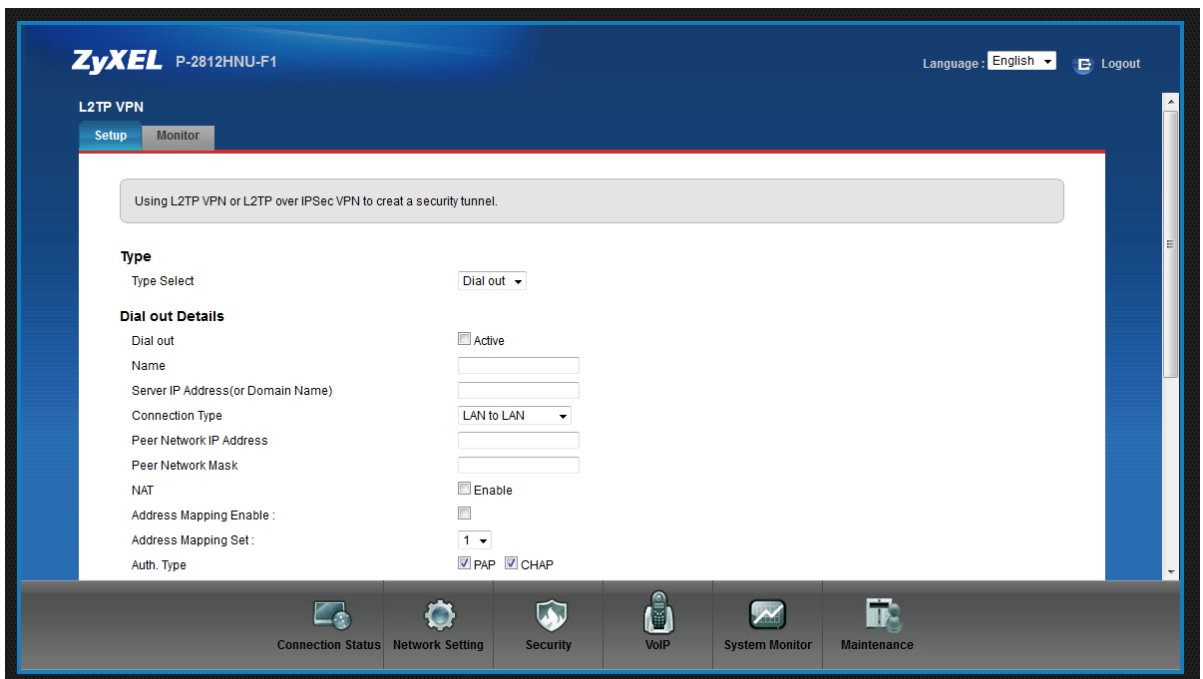 ZyXEL P-2812HNU-F1
Language : English
Logout
L2TP VPN
Setup Monitor
Using L2TP VPN or L2TP over IPSec VPN to creat a security tunnel.
Type
Type Select Dial out
Dial out Details
Dial out Active
Name
Server IP Address(or Domain Name)
Connection Type LAN to LAN
Peer Network IP Address
Peer Network Mask
NAT Enable
Address Mapping Enable :
Address Mapping Set : 1
Auth. Type PAP CHAP
Connection Status Network Setting Security VoIP System Monitor Maintenance